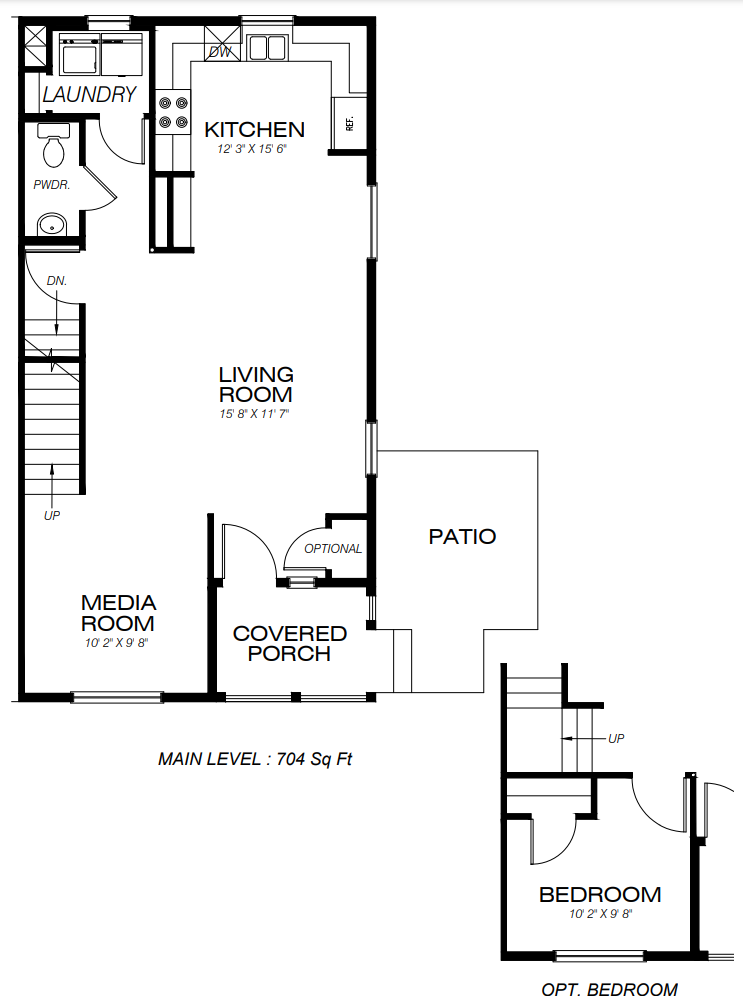 DW
LAUNDRY
KITCHEN
12' 3" X 15' 6"
REF.
PWDR.
DN.
LIVING
ROOM
15' 8" X 11' 7"
UP
OPTIONAL
PATIO
MEDIA
ROOM
10' 2" X 9' 8"
COVERED
PORCH
MAIN LEVEL : 704 Sq Ft
UP
BEDROOM
10' 2" X 9' 8"
OPT. BEDROOM